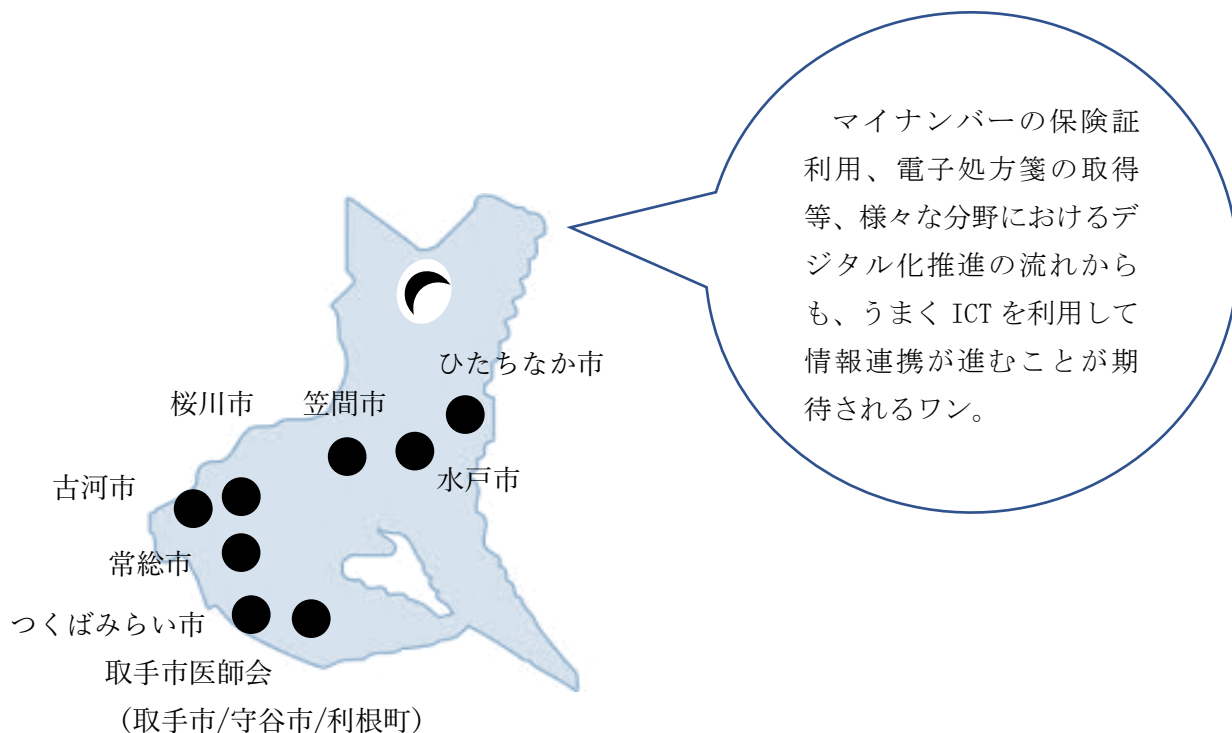 マイナンバーの保険証
利用、電子処方箋の取得
等、様々な分野におけるデ
ジタル化推進の流れから
も、うまく ICT を利用して
情報連携が進むことが期
待されるワン。
ひたちなか市
桜川市
笠間市
水戸市
古河市
常総市
つくばみらい市
取手市医師会
（取手市/守谷市/利根町）